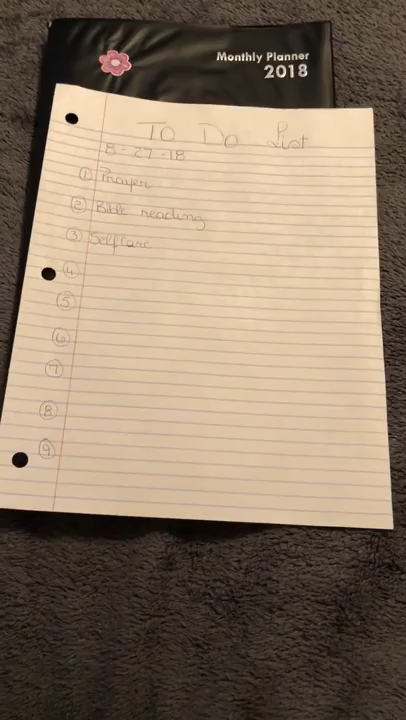 Monthly Planner
2018
To Do List
8-27-18
① Prayer
② Bible reading
③ Selfcare
④
⑤
⑥
⑦
⑧
⑨